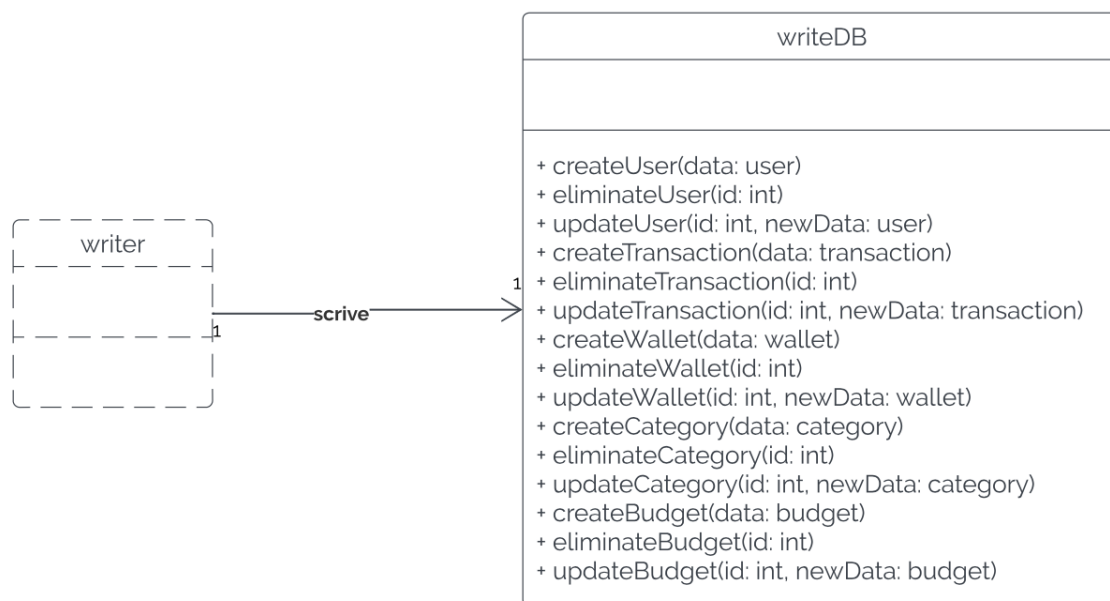 writeDB
+ createUser(data: user)
+ eliminateUser(id: int)
+ updateUser(id: int, newData: user)
+ createTransaction(data: transaction)
+ eliminateTransaction(id: int)
+ updateTransaction(id: int, newData: transaction)
+ createWallet(data: wallet)
+ eliminateWallet(id: int)
+ updateWallet(id: int, newData: wallet)
+ createCategory(data: category)
+ eliminateCategory(id: int)
+ updateCategory(id: int, newData: category)
+ createBudget(data: budget)
+ eliminateBudget(id: int)
+ updateBudget(id: int, newData: budget)
writer
1
scrive
1